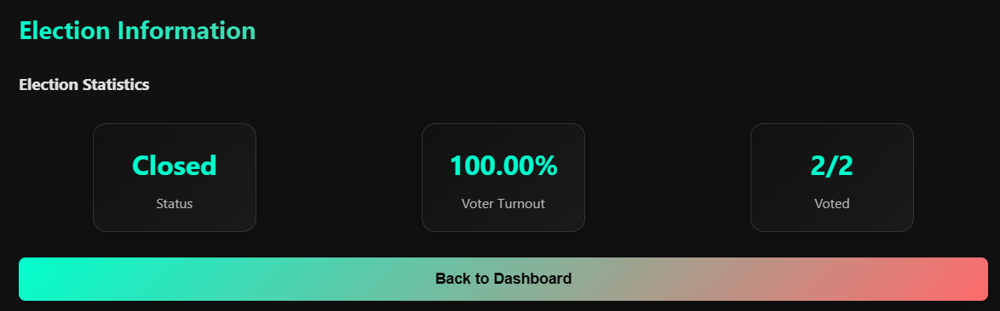 Election Information
Election Statistics
Closed
Status
100.00%
Voter Turnout
2/2
Voted
Back to Dashboard